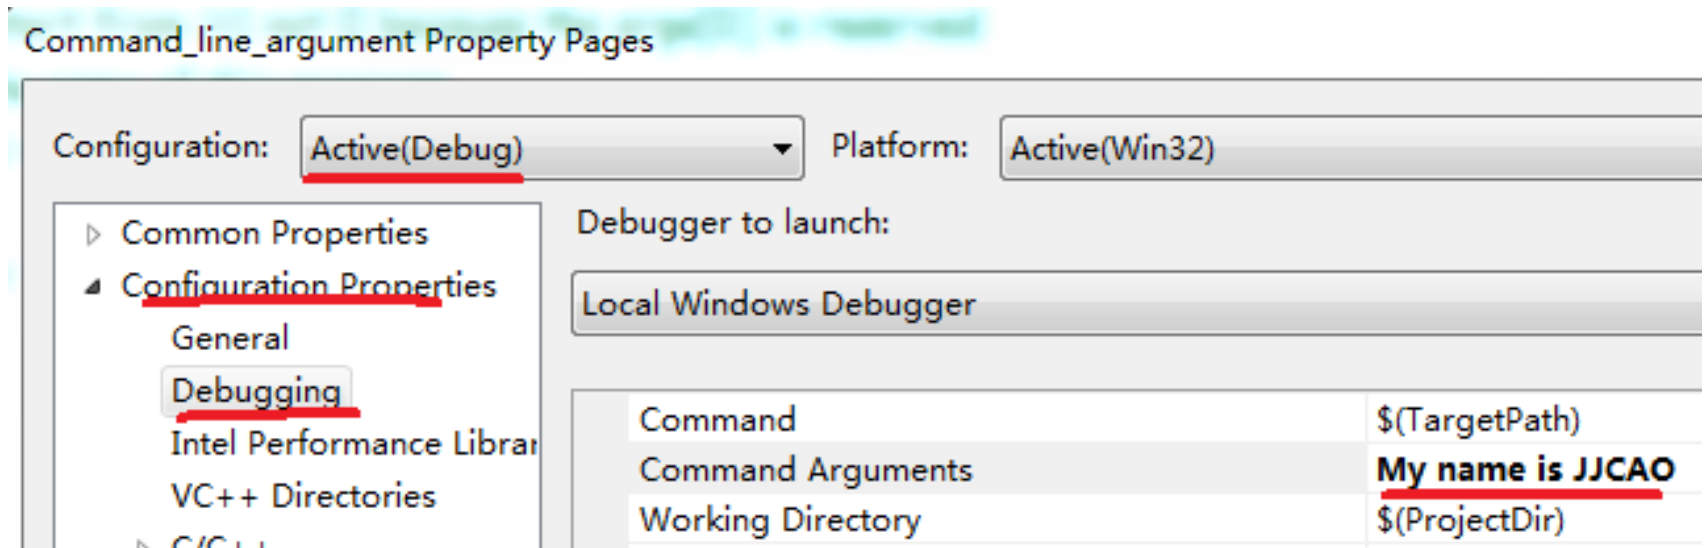 Command_line_argument Property Pages
Configuration: Active(Debug) Platform: Active(Win32)
Common Properties
Configuration Properties
General
Debugging
Intel Performance Librar
VC++ Directories
C/C++
Debugger to launch:
Local Windows Debugger
Command $(TargetPath)
Command Arguments My name is JJCAO
Working Directory $(ProjectDir)